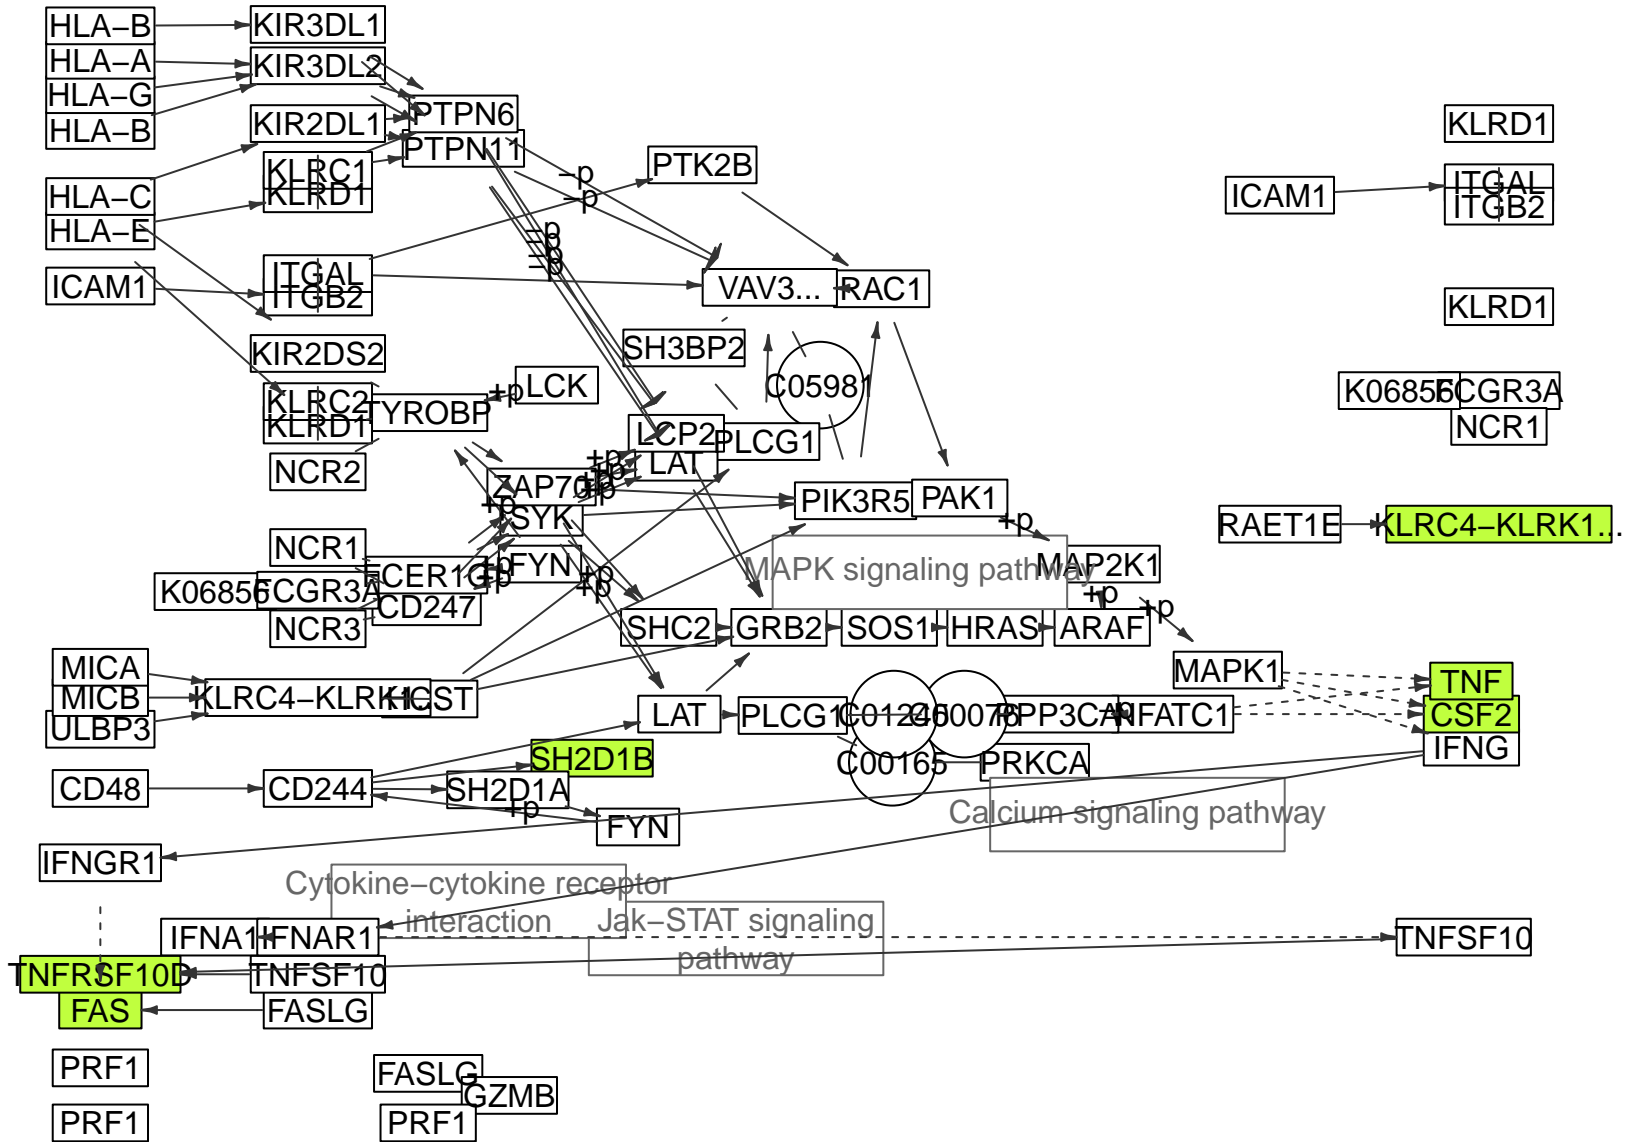 HLA−B
KIR3DL1
HLA−A
KIR3DL2
HLA−G
HLA−B
PTPN6
KIR2DL1
PTPN11
KLRD1
PTK2B
KLRC1
KLRD1
−p
−p
HLA−C
ICAM1
ITGAL
ITGB2
HLA−E
−p
−p
−p
−p
ICAM1
ITGAL
ITGB2
VAV3...
RAC1
KLRD1
KIR2DS2
SH3BP2
C05981
LCK
+p
KLRC2
KLRD1
TYROBP
K06856
FCGR3A
NCR1
LCP2
PLCG1
LAT
NCR2
+p
+p
+p
+p
ZAP70
+p
SYK
PIK3R5
PAK1
+p
RAET1E
KLRC4−KLRK1...
NCR1
FCER1G
+p
+p
FYN
+p
+p
MAPK signaling pathway
MAP2K1
K06856
FCGR3A
CD247
+p
+p
NCR3
SHC2
GRB2
SOS1
HRAS
ARAF
MICA
MICB
ULBP3
KLRC4−KLRK1...
HCST
MAPK1
TNF
CSF2
IFNG
LAT
PLCG1
C01245
C00076
PPP3CA
+p
NFATC1
SH2D1B
C00165
PRKCA
CD48
CD244
SH2D1A
+p
FYN
Calcium signaling pathway
IFNGR1
Cytokine−cytokine receptor
interaction
Jak−STAT signaling
pathway
IFNA1
IFNAR1
TNFSF10
TNFRSF10D
TNFSF10
FAS
FASLG
PRF1
FASLG
GZMB
PRF1
PRF1